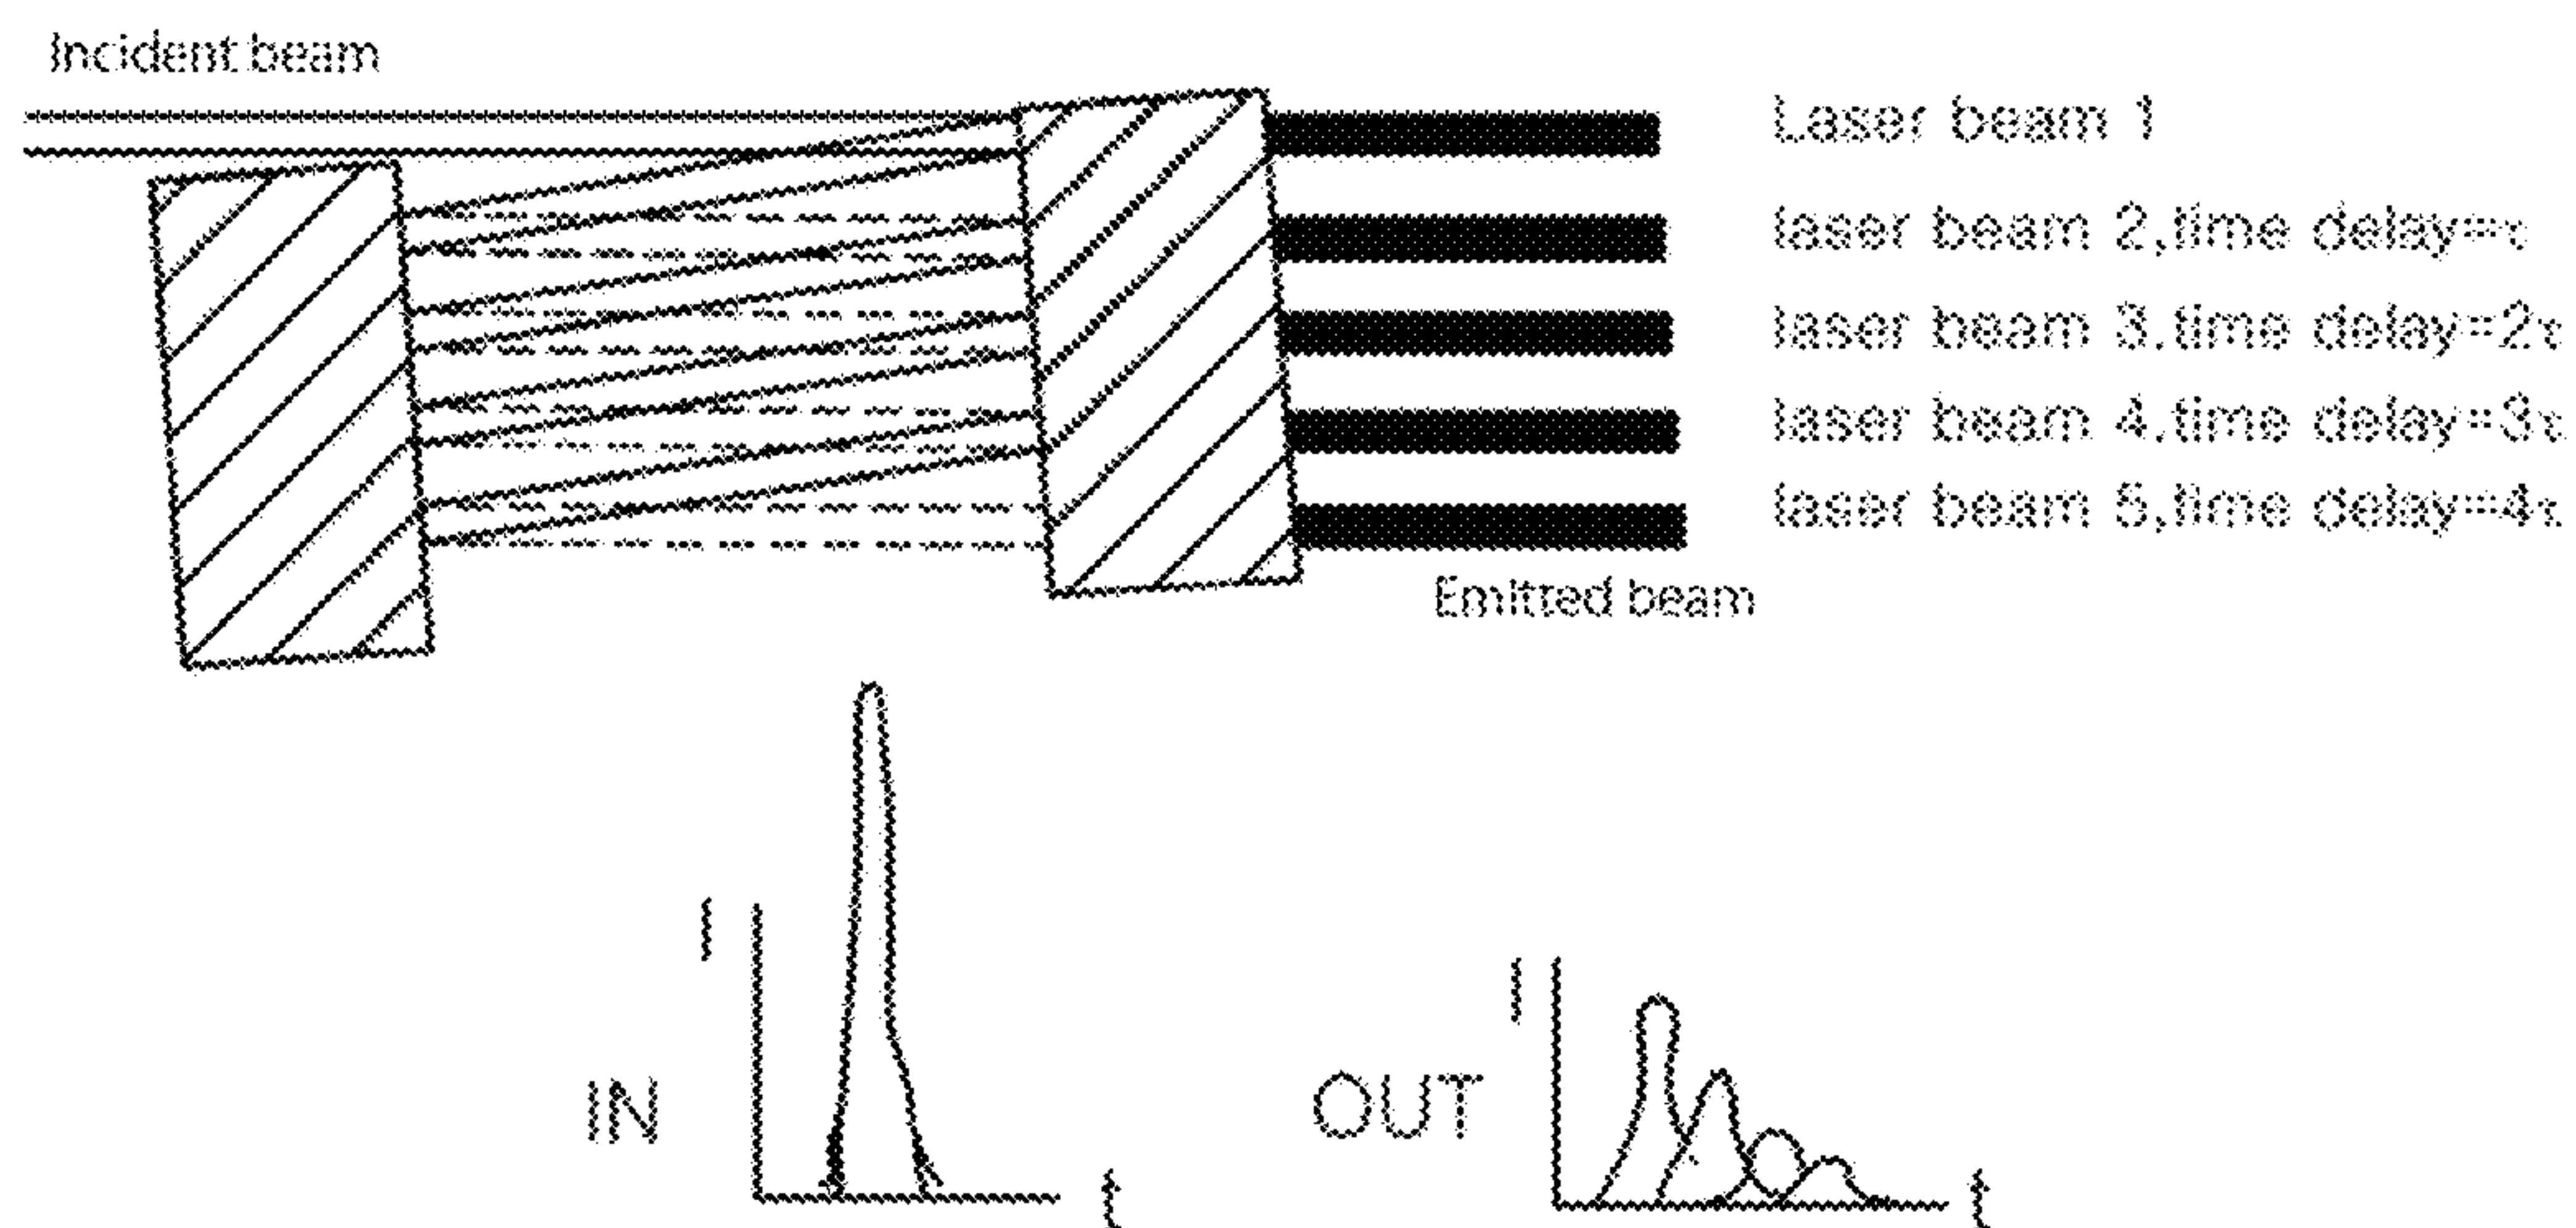 Incident beam
Laser beam 1
laser beam 2,time delay=τ
laser beam 3,time delay=2τ
laser beam 4,time delay=3τ
laser beam 5,time delay=4τ
Emitted beam
I
IN
t
I
OUT
t